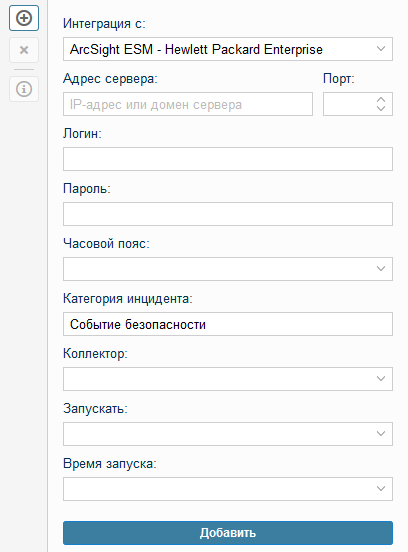 Интеграция с:
ArcSight ESM - Hewlett Packard Enterprise
Адрес сервера: Порт:
IP-адрес или домен сервера
Логин:
Пароль:
Часовой пояс:
Категория инцидента:
Событие безопасности
Коллектор:
Запускать:
Время запуска:
Добавить